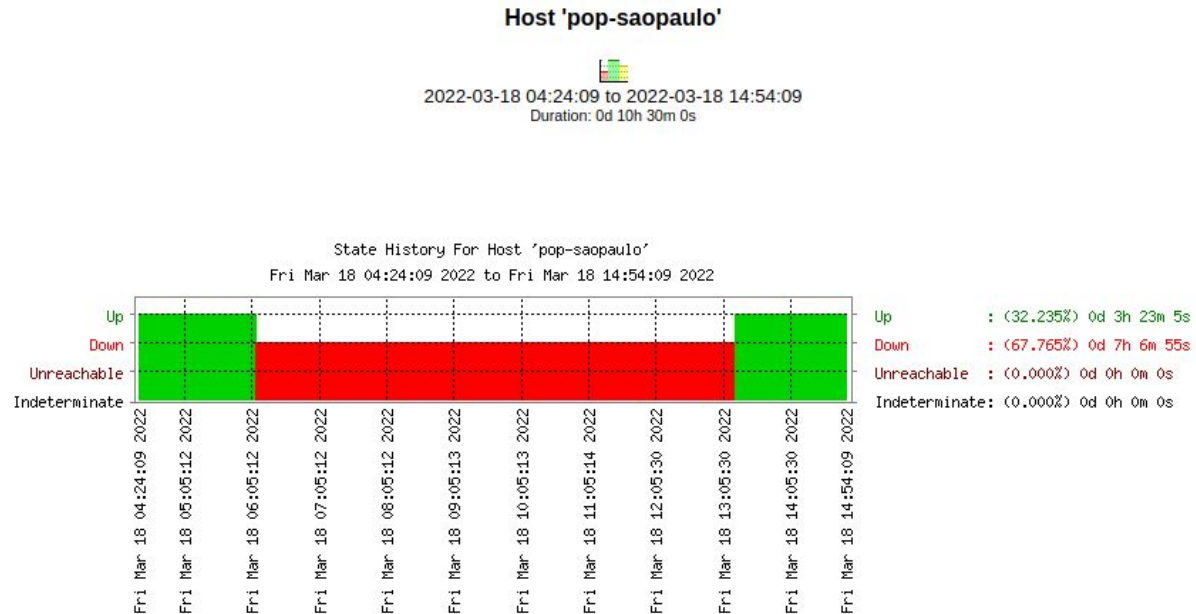 Host 'pop-saopaulo'
2022-03-18 04:24:09 to 2022-03-18 14:54:09
Duration: 0d 10h 30m 0s
State History For Host 'pop-saopaulo'
Fri Mar 18 04:24:09 2022 to Fri Mar 18 14:54:09 2022
Up
Down
Unreachable
Indeterminate
Up : (32.235%) 0d 3h 23m 5s
Down : (67.765%) 0d 7h 6m 55s
Unreachable : (0.000%) 0d 0h 0m 0s
Indeterminate: (0.000%) 0d 0h 0m 0s
Fri Mar 18 04:24:09 2022
Fri Mar 18 05:05:12 2022
Fri Mar 18 06:05:12 2022
Fri Mar 18 07:05:12 2022
Fri Mar 18 08:05:12 2022
Fri Mar 18 09:05:13 2022
Fri Mar 18 10:05:13 2022
Fri Mar 18 11:05:14 2022
Fri Mar 18 12:05:30 2022
Fri Mar 18 13:05:30 2022
Fri Mar 18 14:05:30 2022
Fri Mar 18 14:54:09 2022